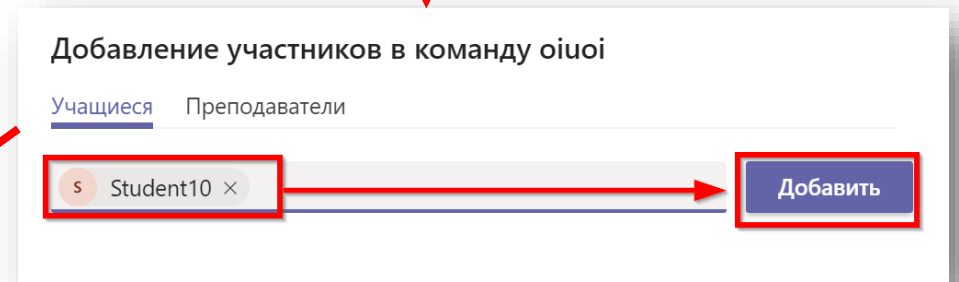 Добавление участников в команду oiuoi
Учащиеся Преподаватели
S Student10 × Добавить